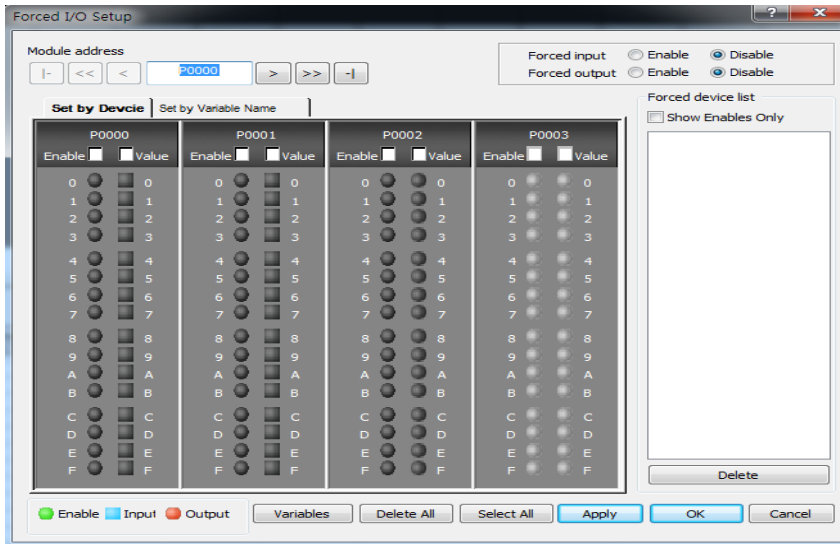 Forced I/O Setup
Module address
|- << < P0000 > >> -|
Forced input Enable Disable
Forced output Enable Disable
Set by Devcie Set by Variable Name
Forced device list
Show Enables Only
P0000 P0001 P0002 P0003
Enable Value Enable Value Enable Value Enable Value
0 0 0 0 0 0 0 0
1 1 1 1 1 1 1 1
2 2 2 2 2 2 2 2
3 3 3 3 3 3 3 3
4 4 4 4 4 4 4 4
5 5 5 5 5 5 5 5
6 6 6 6 6 6 6 6
7 7 7 7 7 7 7 7
8 8 8 8 8 8 8 8
9 9 9 9 9 9 9 9
A A A A A A A A
B B B B B B B B
C C C C C C C C
D D D D D D D D
E E E E E E E E
F F F F F F F F
Delete
Enable Input Output Variables Delete All Select All Apply OK Cancel